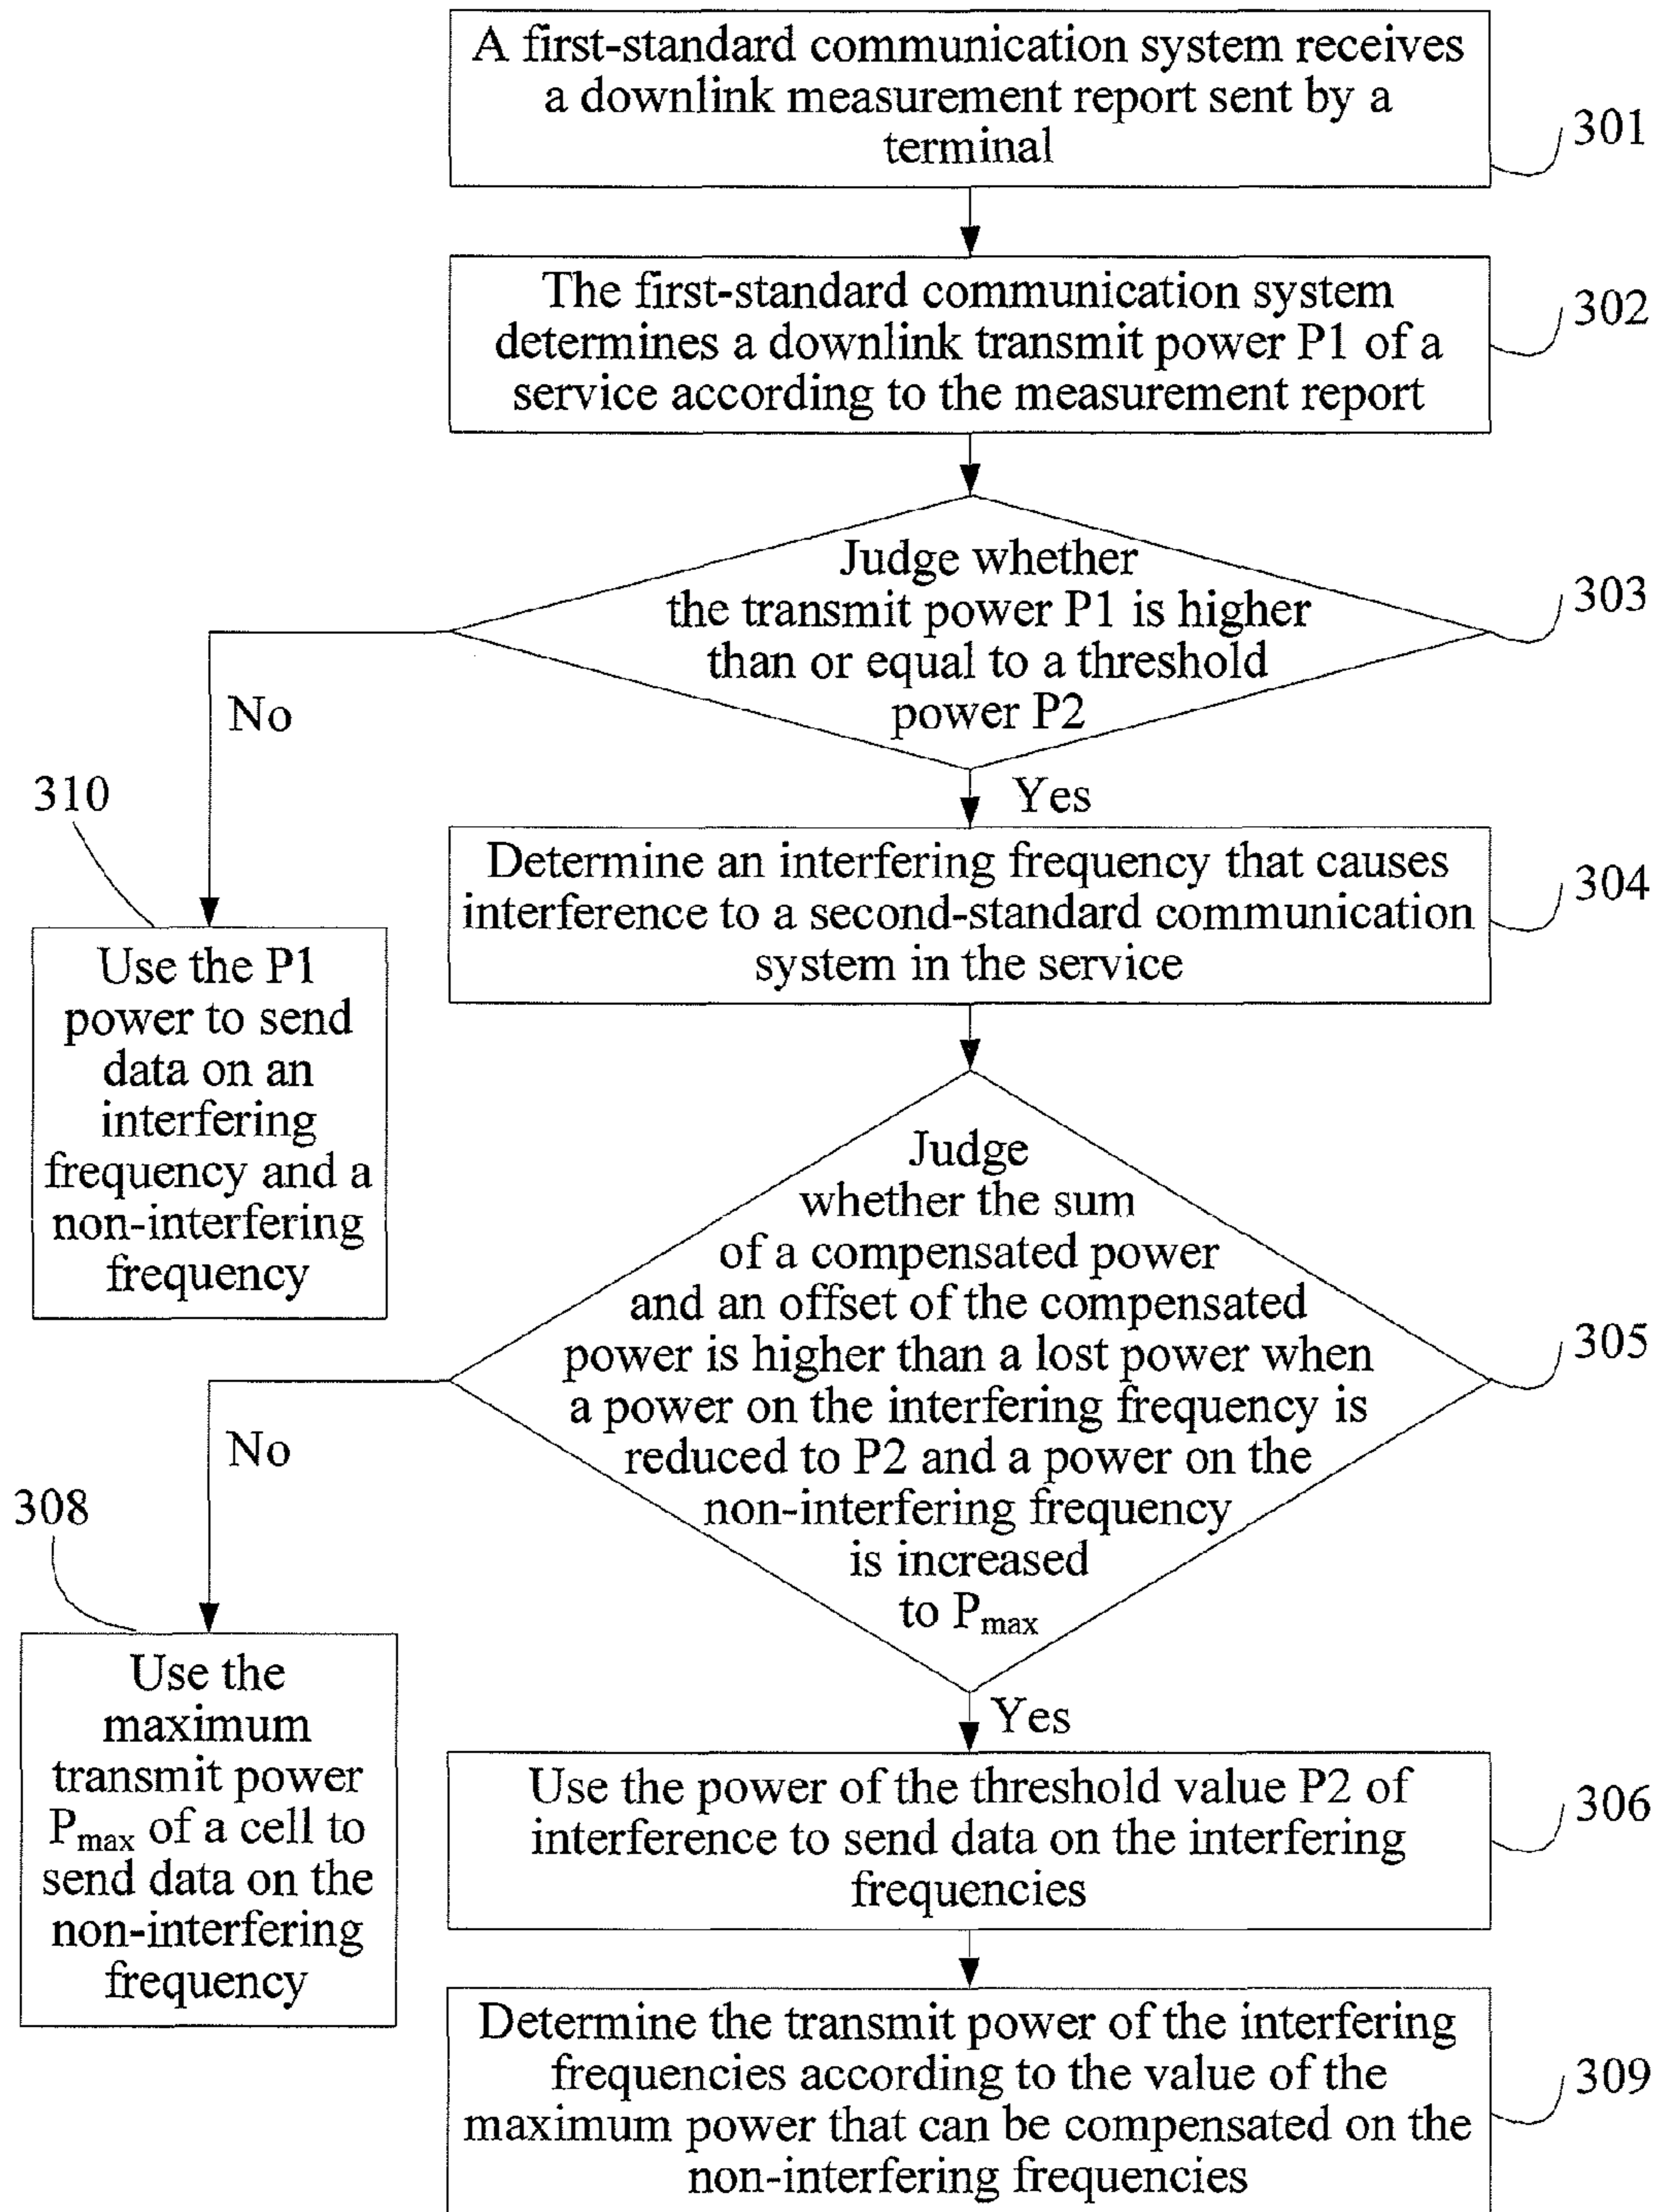 A first-standard communication system receives
a downlink measurement report sent by a
terminal
301
The first-standard communication system
determines a downlink transmit power P1 of a
service according to the measurement report
302
Judge whether
the transmit power P1 is higher
than or equal to a threshold
power P2
303
No
Yes
310
Use the P1
power to send
data on an
interfering
frequency and a
non-interfering
frequency
Determine an interfering frequency that causes
interference to a second-standard communication
system in the service
304
Judge
whether the sum
of a compensated power
and an offset of the compensated
power is higher than a lost power when
a power on the interfering frequency is
reduced to P2 and a power on the
non-interfering frequency
is increased
to Pmax
305
No
Yes
308
Use the
maximum
transmit power
Pmax of a cell to
send data on the
non-interfering
frequency
Use the power of the threshold value P2 of
interference to send data on the interfering
frequencies
306
Determine the transmit power of the interfering
frequencies according to the value of the
maximum power that can be compensated on the
non-interfering frequencies
309